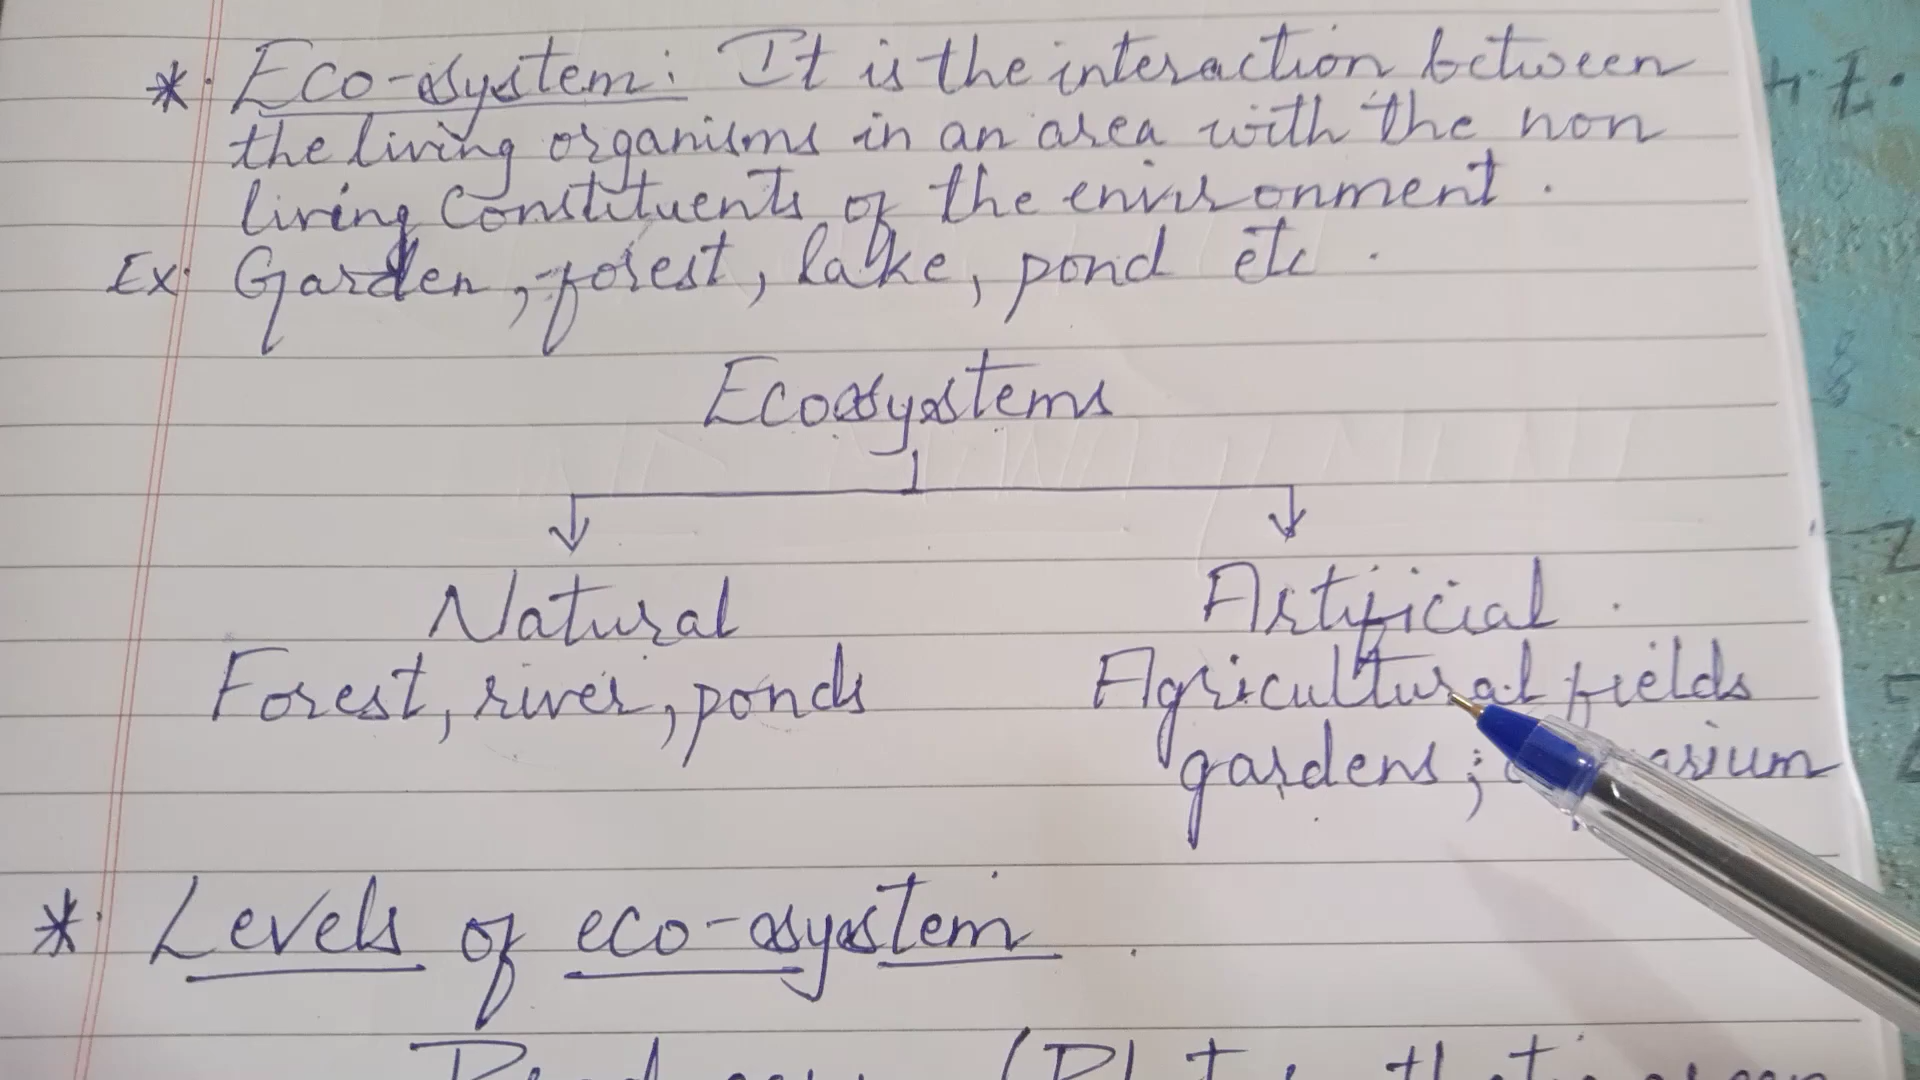 * Eco-system: It is the interaction between
the living organisms in an area with the non
living Constituents of the environment.
Ex: Garden, forest, lake, pond etc.
Ecosystems
Natural Artificial
Forest, river, ponds Agricultural fields
gardens;
* Levels of eco-system